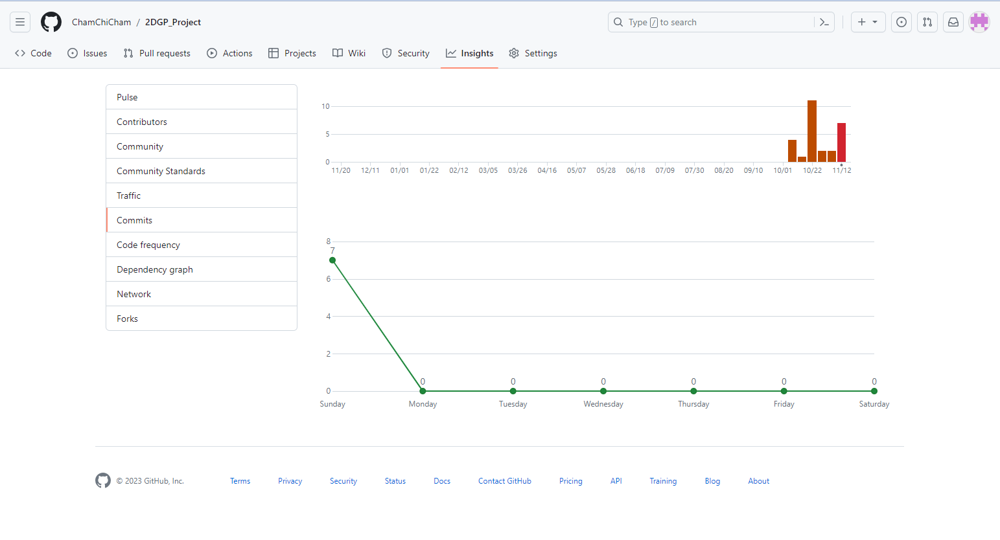 ChamChiCham / 2DGP_Project
Type / to search
Code Issues Pull requests Actions Projects Wiki Security Insights Settings
Pulse
Contributors
Community
Community Standards
Traffic
Commits
Code frequency
Dependency graph
Network
Forks
10
5
0
11/20 12/11 01/01 01/22 02/12 03/05 03/26 04/16 05/07 05/28 06/18 07/09 07/30 08/20 09/10 10/01 10/22 11/12
8
7
6
4
2
0 0 0 0 0 0
0
Sunday Monday Tuesday Wednesday Thursday Friday Saturday
© 2023 GitHub, Inc. Terms Privacy Security Status Docs Contact GitHub Pricing API Training Blog About